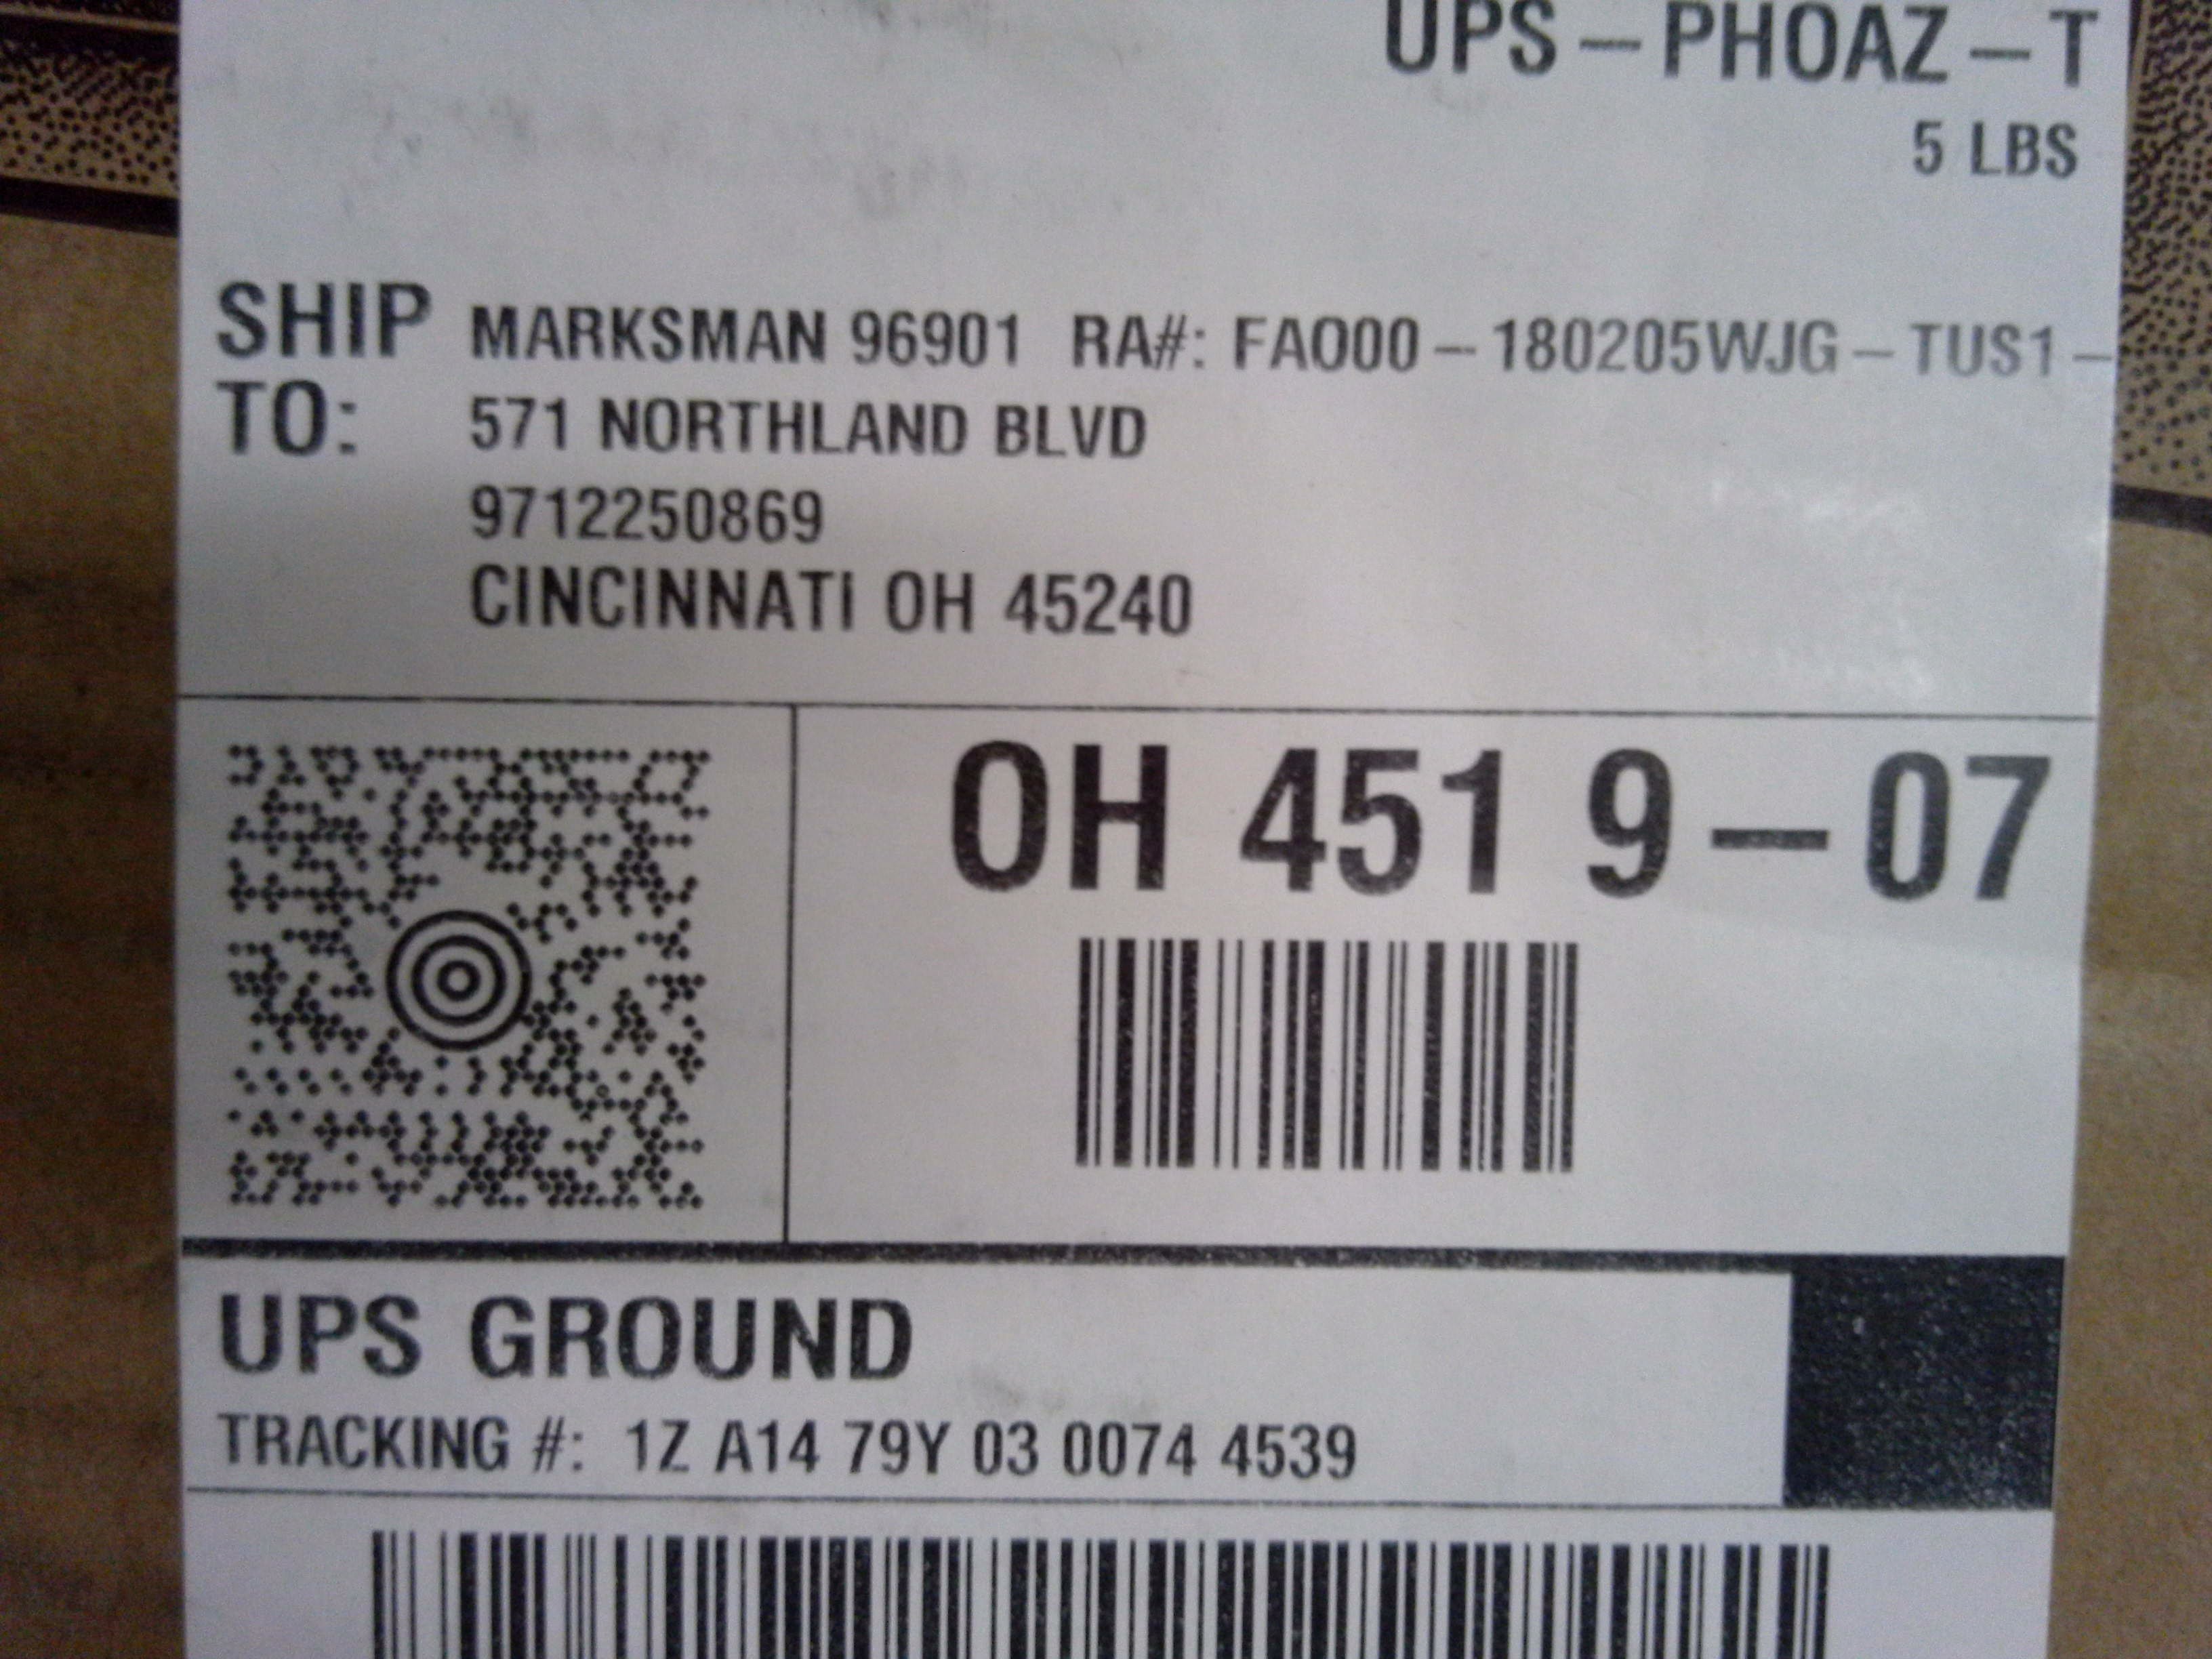 UPS – PHOAZ – T
5 LBS
SHIP TO:
MARKSMAN 96901 RA#: FAO00 – 180205WJG – TUS1 –
571 NORTHLAND BLVD
9712250869
CINCINNATI OH 45240
OH 451 9 – 07
UPS GROUND
TRACKING #: 1Z A14 79Y 03 0074 4539